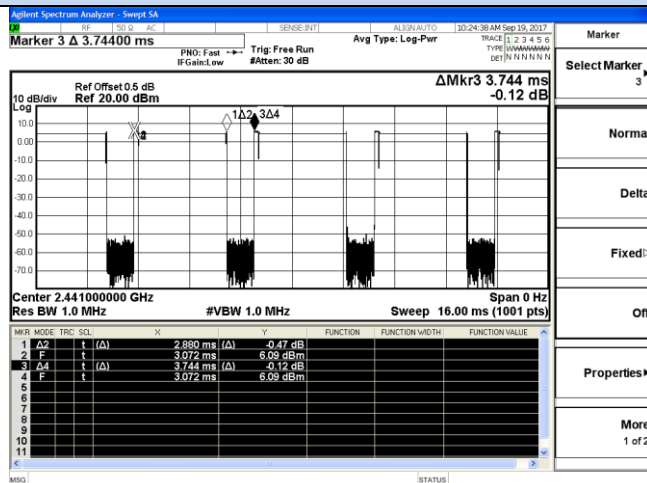 Agilent Spectrum Analyzer - Swept SA
RF 50 Ω AC SENSE:INT ALIGN AUTO 10:24:38 AM Sep 19, 2017
Marker 3 Δ 3.74400 ms
PNO: Fast Trig: Free Run Avg Type: Log-Pwr TRACE 1 2 3 4 5 6
IFGain:Low #Atten: 30 dB TYPE WWWWWW
DET N N N N N N
Marker
Select Marker
3
Norma
Delta
Fixed
Off
Properties
More
1 of 2
Ref Offset 0.5 dB ΔMkr3 3.744 ms
10 dB/div Ref 20.00 dBm -0.12 dB
Log
10.0
0.00
-10.0
-20.0
-30.0
-40.0
-50.0
-60.0
-70.0
1Δ2 3Δ4
Center 2.441000000 GHz Span 0 Hz
Res BW 1.0 MHz #VBW 1.0 MHz Sweep 16.00 ms (1001 pts)
MKR MODE TRC SCL X Y FUNCTION FUNCTION WIDTH FUNCTION VALUE
1 Δ2 t (Δ) 2.880 ms (Δ) -0.47 dB
2 F t 3.072 ms 6.09 dBm
3 Δ4 t (Δ) 3.744 ms (Δ) -0.12 dB
4 F t 3.072 ms 6.09 dBm
5
6
7
8
9
10
11
MSG STATUS